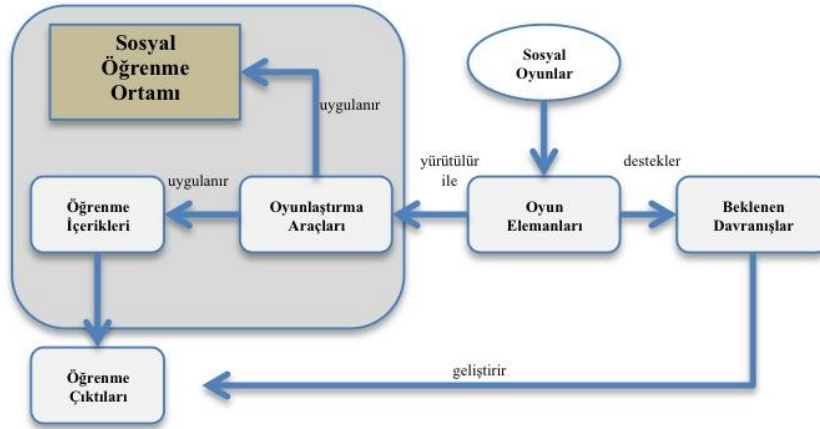 Sosyal
Öğrenme
Ortamı
uygulanır
Sosyal
Oyunlar
uygulanır
yürütülür
ile
destekler
Öğrenme
İçerikleri
Oyunlaştırma
Araçları
Oyun
Elemanları
Beklenen
Davranışlar
Öğrenme
Çıktıları
geliştirir